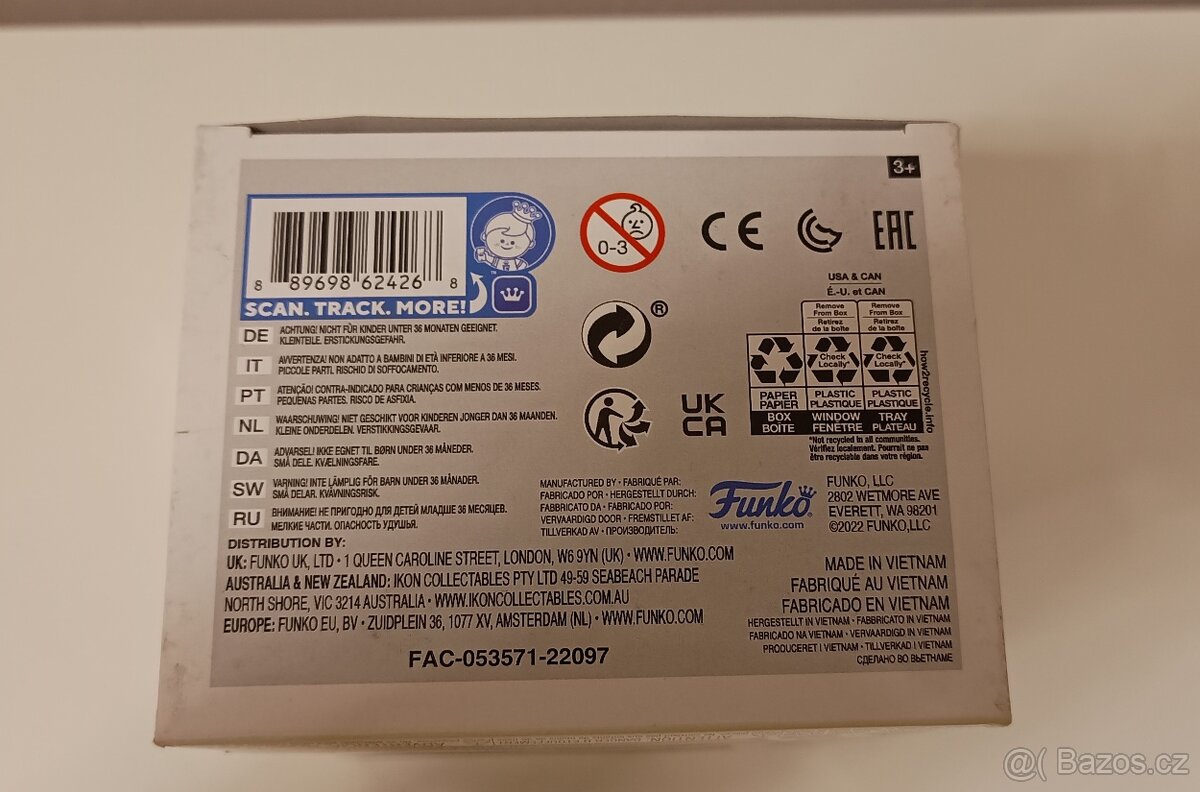 3+
8 89698 62426 8
SCAN. TRACK. MORE!
™
0-3
CE
EAC
®
USA & CAN
É.-U. et CAN
Remove From Box
Retirez de la boîte
Remove From Box
Retirez de la boîte
Check Locally*
Check Locally*
PAPER
PAPIER
PLASTIC
PLASTIQUE
PLASTIC
PLASTIQUE
BOX
BOÎTE
WINDOW
FENÊTRE
TRAY
PLATEAU
how2recycle.info
*Not recycled in all communities.
Vérifiez localement. Pourrait ne pas
être recyclable dans votre région.
UK
CA
DE ACHTUNG! NICHT FÜR KINDER UNTER 36 MONATEN GEEIGNET.
KLEINTEILE. ERSTICKUNGSGEFAHR.
IT AVVERTENZA! NON ADATTO A BAMBINI DI ETÀ INFERIORE A 36 MESI.
PICCOLE PARTI. RISCHIO DI SOFFOCAMENTO.
PT ATENÇÃO! CONTRA-INDICADO PARA CRIANÇAS COM MENOS DE 36 MESES.
PEQUENAS PARTES. RISCO DE ASFIXIA.
NL WAARSCHUWING! NIET GESCHIKT VOOR KINDEREN JONGER DAN 36 MAANDEN.
KLEINE ONDERDELEN. VERSTIKKINGSGEVAAR.
DA ADVARSEL! IKKE EGNET TIL BØRN UNDER 36 MÅNEDER.
SMÅ DELE. KVÆLNINGSFARE.
SW VARNING! INTE LÄMPLIG FÖR BARN UNDER 36 MÅNADER.
SMÅ DELAR. KVÄVNINGSRISK.
RU ВНИМАНИЕ! НЕ ПРИГОДНО ДЛЯ ДЕТЕЙ МЛАДШЕ 36 МЕСЯЦЕВ.
МЕЛКИЕ ЧАСТИ. ОПАСНОСТЬ УДУШЬЯ.
MANUFACTURED BY • FABRIQUÉ PAR:
FABRICADO POR • HERGESTELLT DURCH:
FABBRICATO DA • FABRICADO POR:
VERVAARDIGD DOOR • FREMSTILLET AF:
TILLVERKAD AV • ПРОИЗВОДИТЕЛЬ:
Funko
www.funko.com
FUNKO, LLC
2802 WETMORE AVE
EVERETT, WA 98201
©2022 FUNKO,LLC
DISTRIBUTION BY:
UK: FUNKO UK, LTD • 1 QUEEN CAROLINE STREET, LONDON, W6 9YN (UK) • WWW.FUNKO.COM
AUSTRALIA & NEW ZEALAND: IKON COLLECTABLES PTY LTD 49-59 SEABEACH PARADE
NORTH SHORE, VIC 3214 AUSTRALIA • WWW.IKONCOLLECTABLES.COM.AU
EUROPE: FUNKO EU, BV • ZUIDPLEIN 36, 1077 XV, AMSTERDAM (NL) • WWW.FUNKO.COM
MADE IN VIETNAM
FABRIQUÉ AU VIETNAM
FABRICADO EN VIETNAM
HERGESTELLT IN VIETNAM • FABBRICATO IN VIETNAM
FABRICADO NA VIETNAM • VERVAARDIGD IN VIETNAM
PRODUCERET I VIETNAM • TILLVERKAD I VIETNAM
СДЕЛАНО ВО ВЬЕТНАМЕ
FAC-053571-22097
@( Bazos.cz